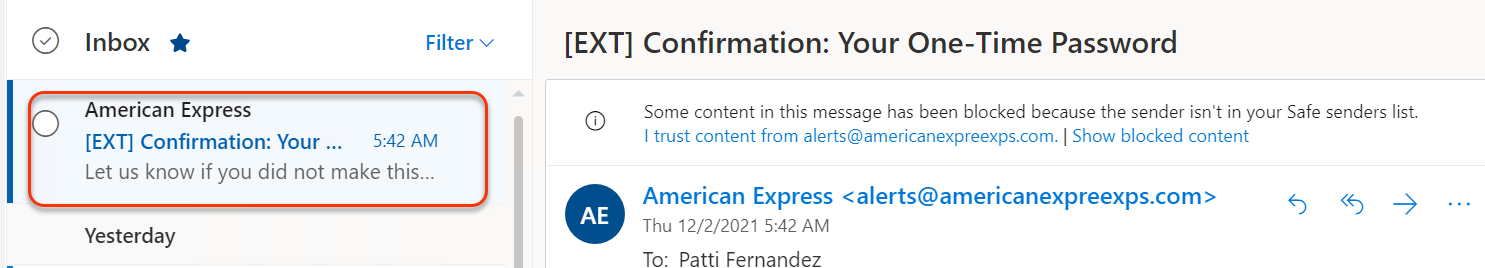 Inbox
Filter
American Express
[EXT] Confirmation: Your ...
5:42 AM
Let us know if you did not make this...
Yesterday
[EXT] Confirmation: Your One-Time Password
Some content in this message has been blocked because the sender isn't in your Safe senders list.
I trust content from alerts@americanexpreexps.com. | Show blocked content
AE
American Express <alerts@americanexpreexps.com>
Thu 12/2/2021 5:42 AM
To: Patti Fernandez